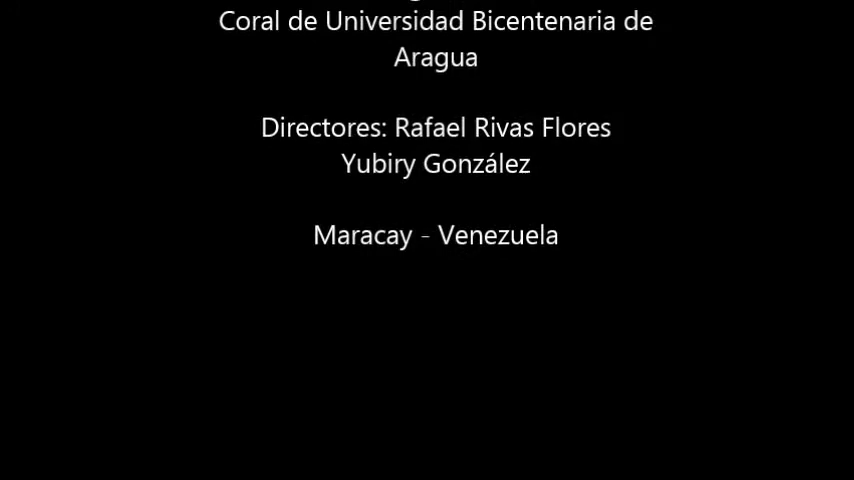 Coral de Universidad Bicentenaria de
Aragua
Directores: Rafael Rivas Flores
Yubiry González
Maracay - Venezuela